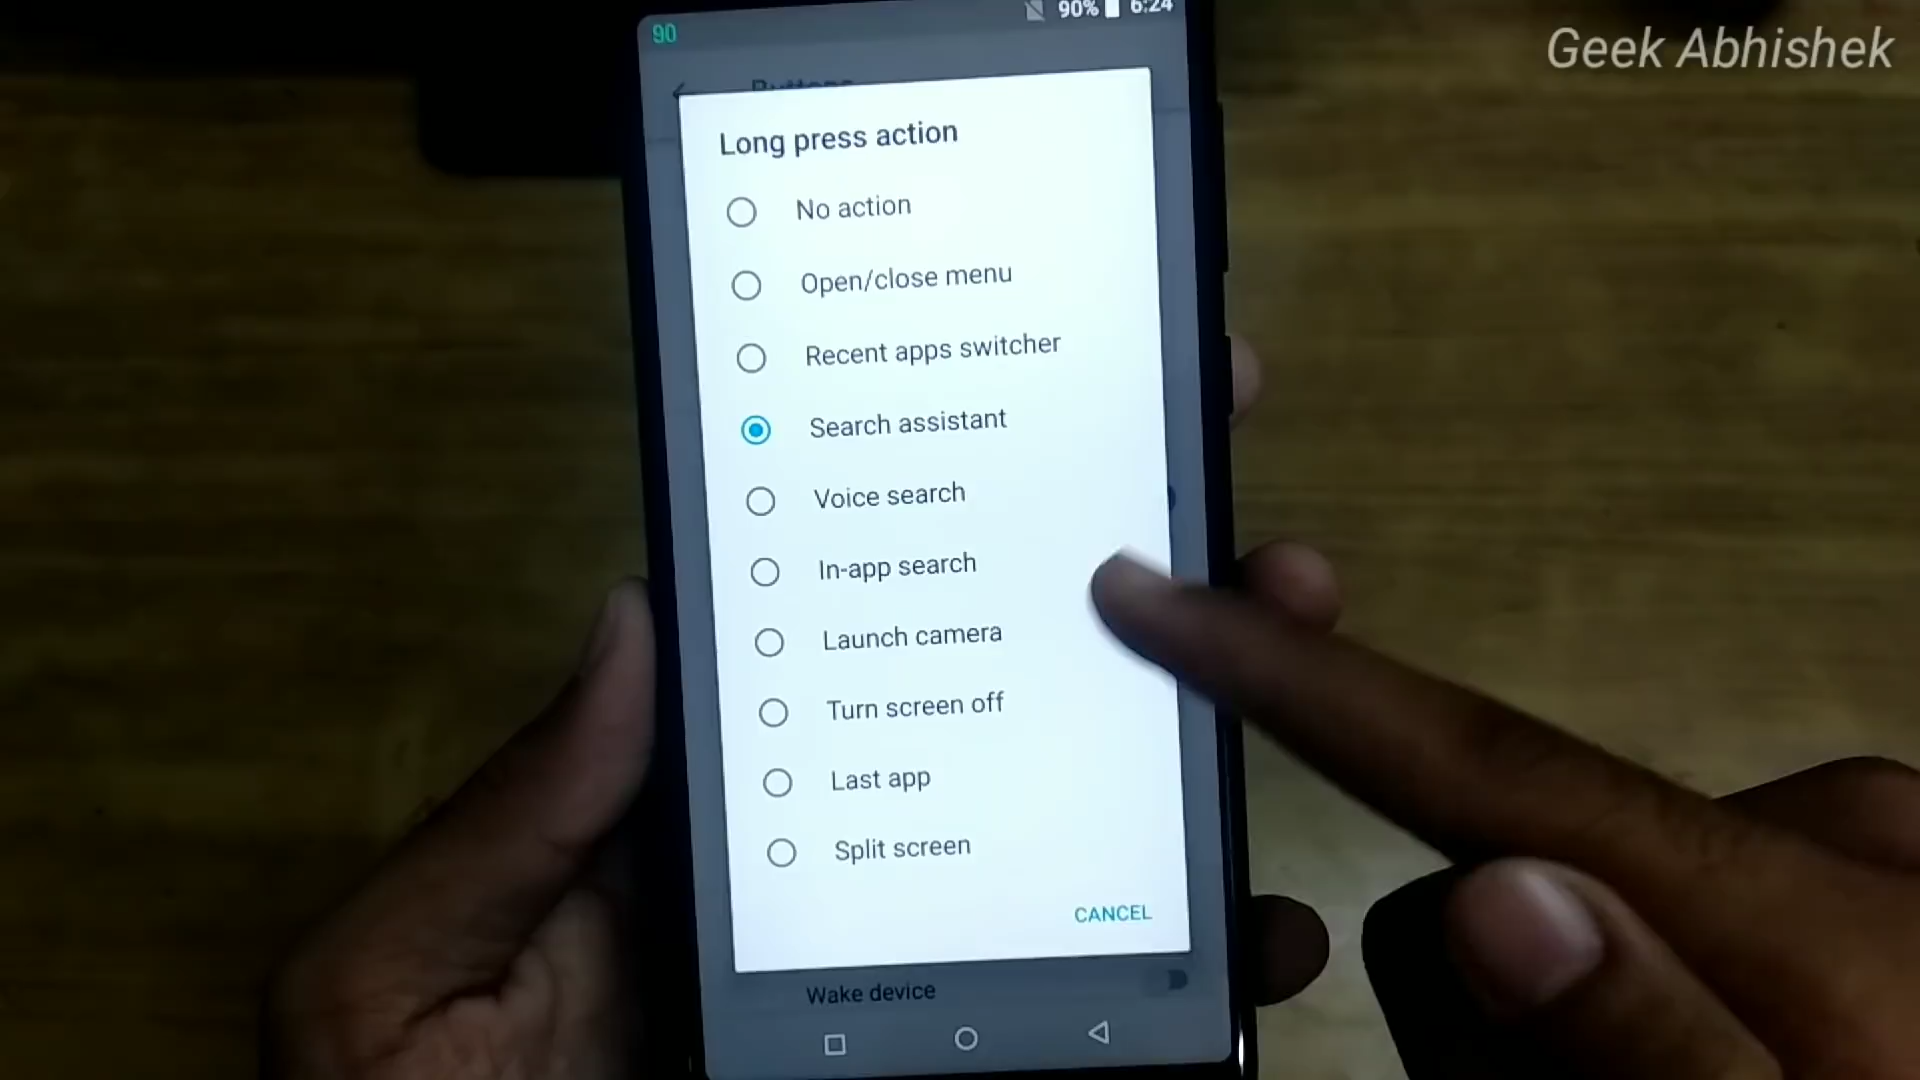 Geek Abhishek
90
90% 6:24
Buttons
Long press action
No action
Open/close menu
Recent apps switcher
Search assistant
Voice search
In-app search
Launch camera
Turn screen off
Last app
Split screen
CANCEL
Wake device